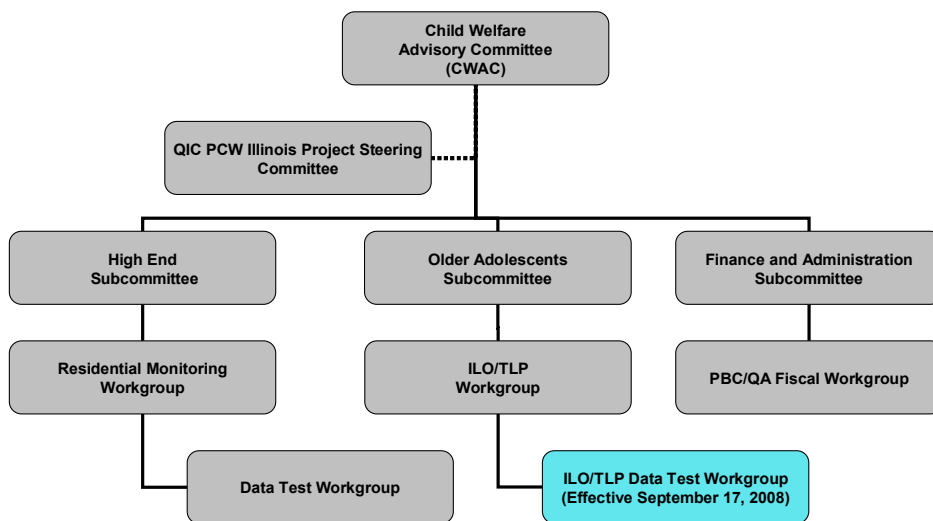 Child Welfare
Advisory Committee
(CWAC)
QIC PCW Illinois Project Steering
Committee
High End
Subcommittee
Older Adolescents
Subcommittee
Finance and Administration
Subcommittee
Residential Monitoring
Workgroup
ILO/TLP
Workgroup
PBC/QA Fiscal Workgroup
Data Test Workgroup
ILO/TLP Data Test Workgroup
(Effective September 17, 2008)